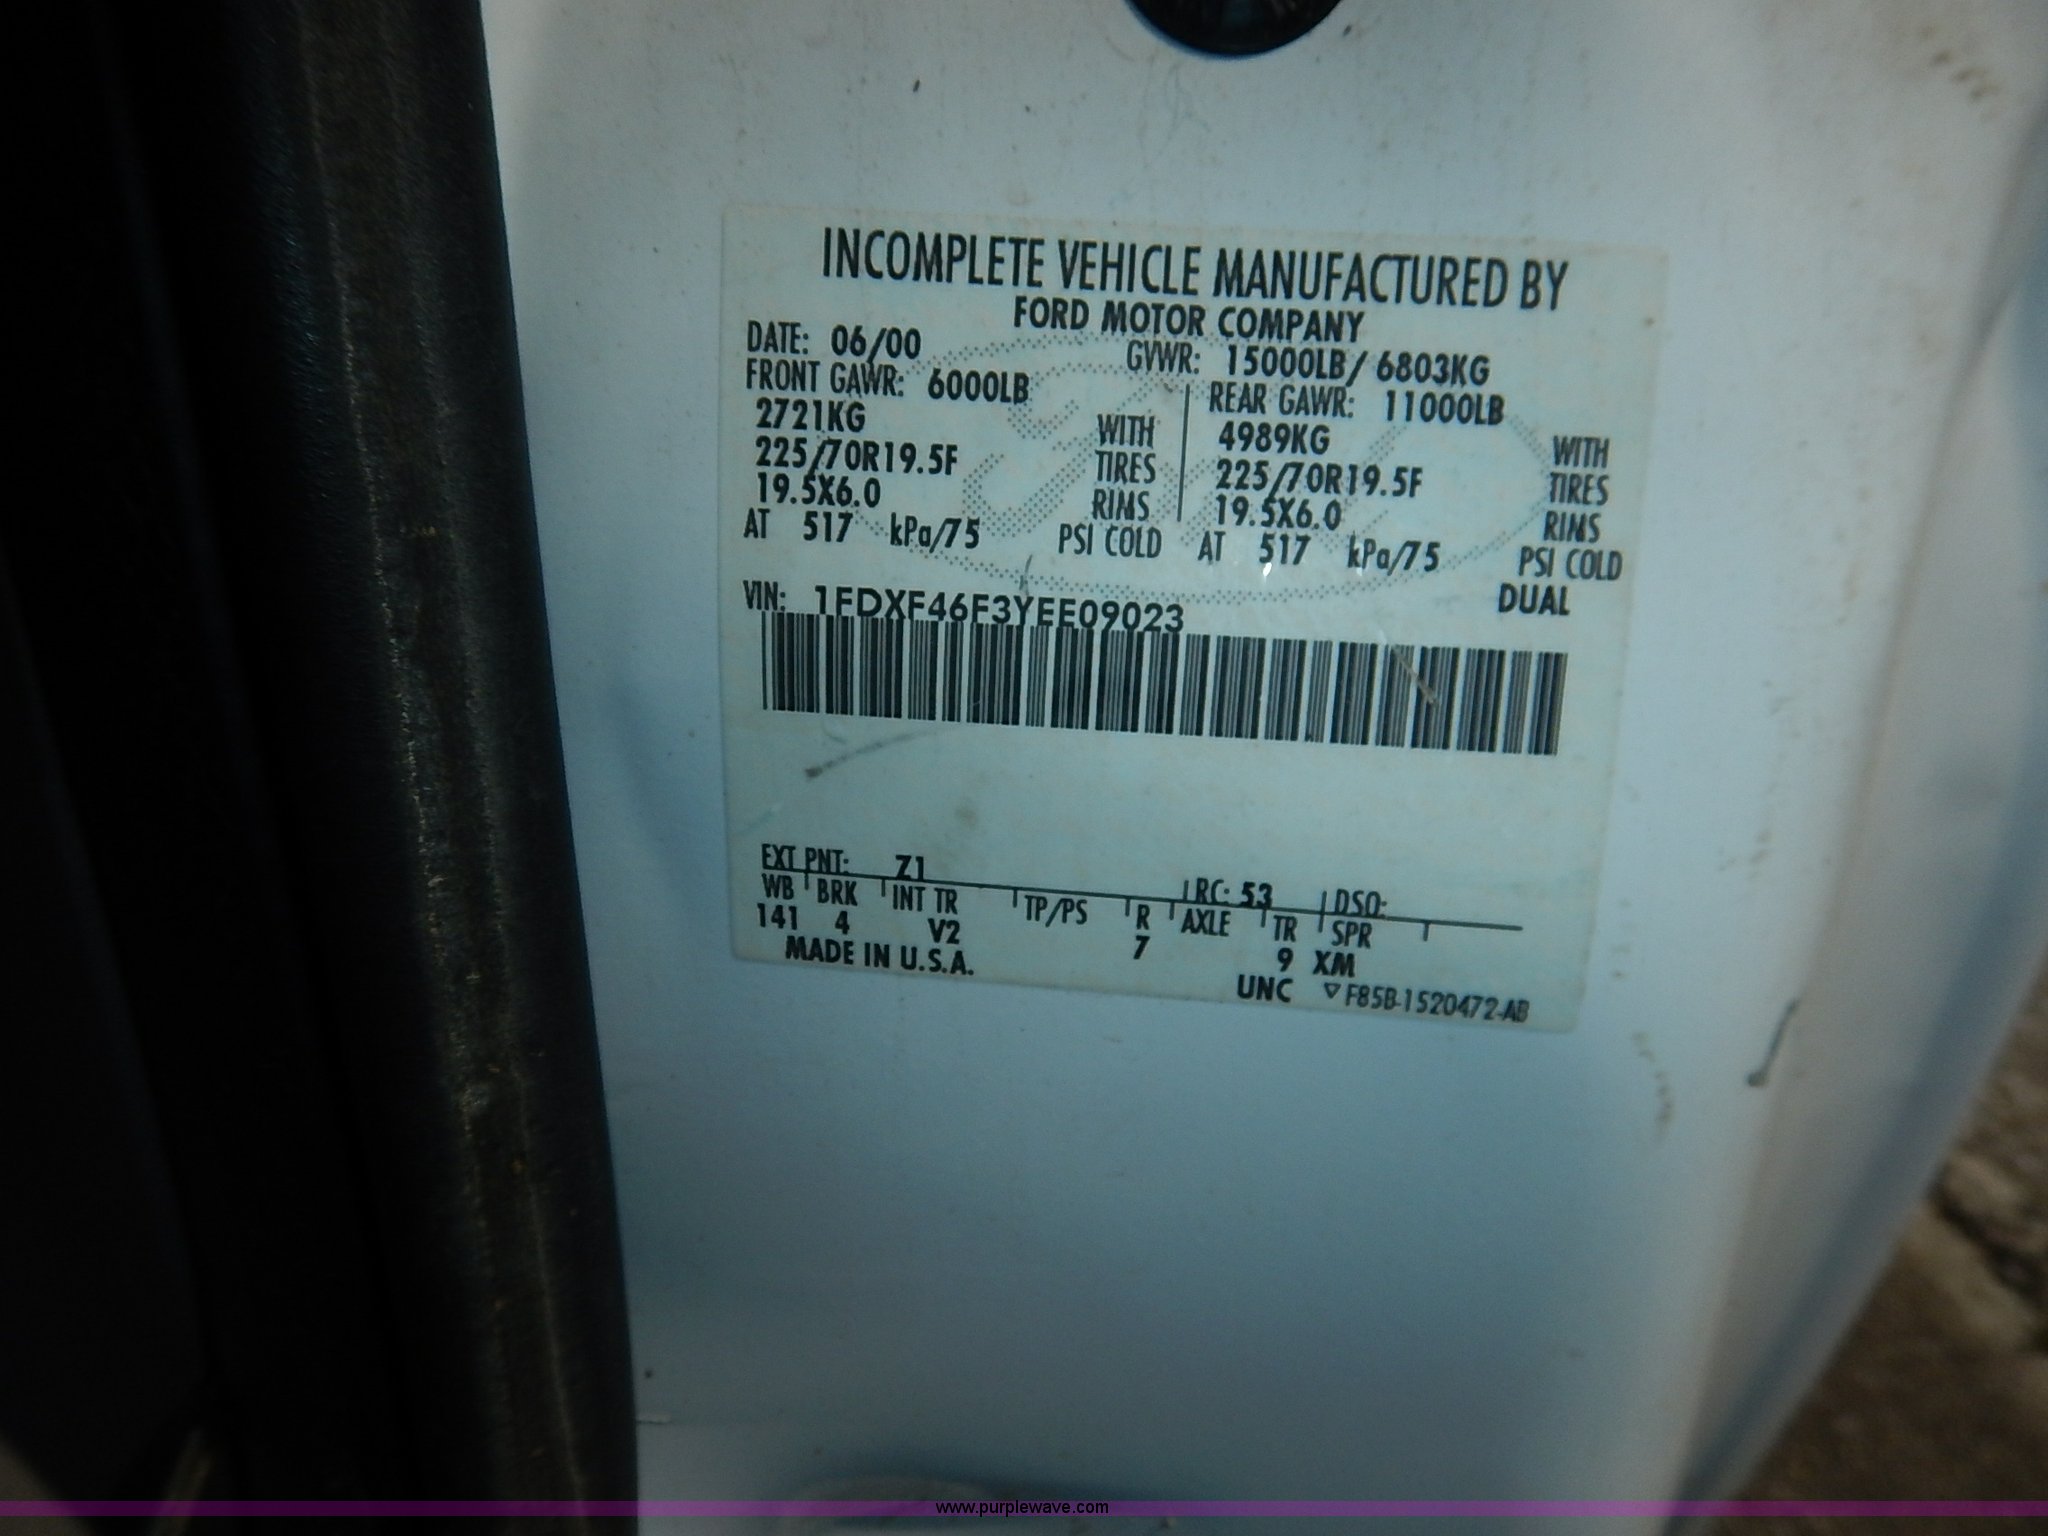 INCOMPLETE VEHICLE MANUFACTURED BY
FORD MOTOR COMPANY
DATE: 06/00 GVWR: 15000LB/ 6803KG
FRONT GAWR: 6000LB REAR GAWR: 11000LB
2721KG WITH 4989KG WITH
225/70R19.5F TIRES 225/70R19.5F TIRES
19.5X6.0 RIMS 19.5X6.0 RIMS
AT 517 kPa/75 PSI COLD AT 517 kPa/75 PSI COLD
DUAL
VIN: 1FDXF46F3YEE09023
EXT PNT: Z1 RC: 53 DSO:
WB BRK INT TR TP/PS R AXLE TR SPR
141 4 V2 7 9 XM
MADE IN U.S.A. UNC ▽F85B-1520472-AB
Ford
www.purplewave.com